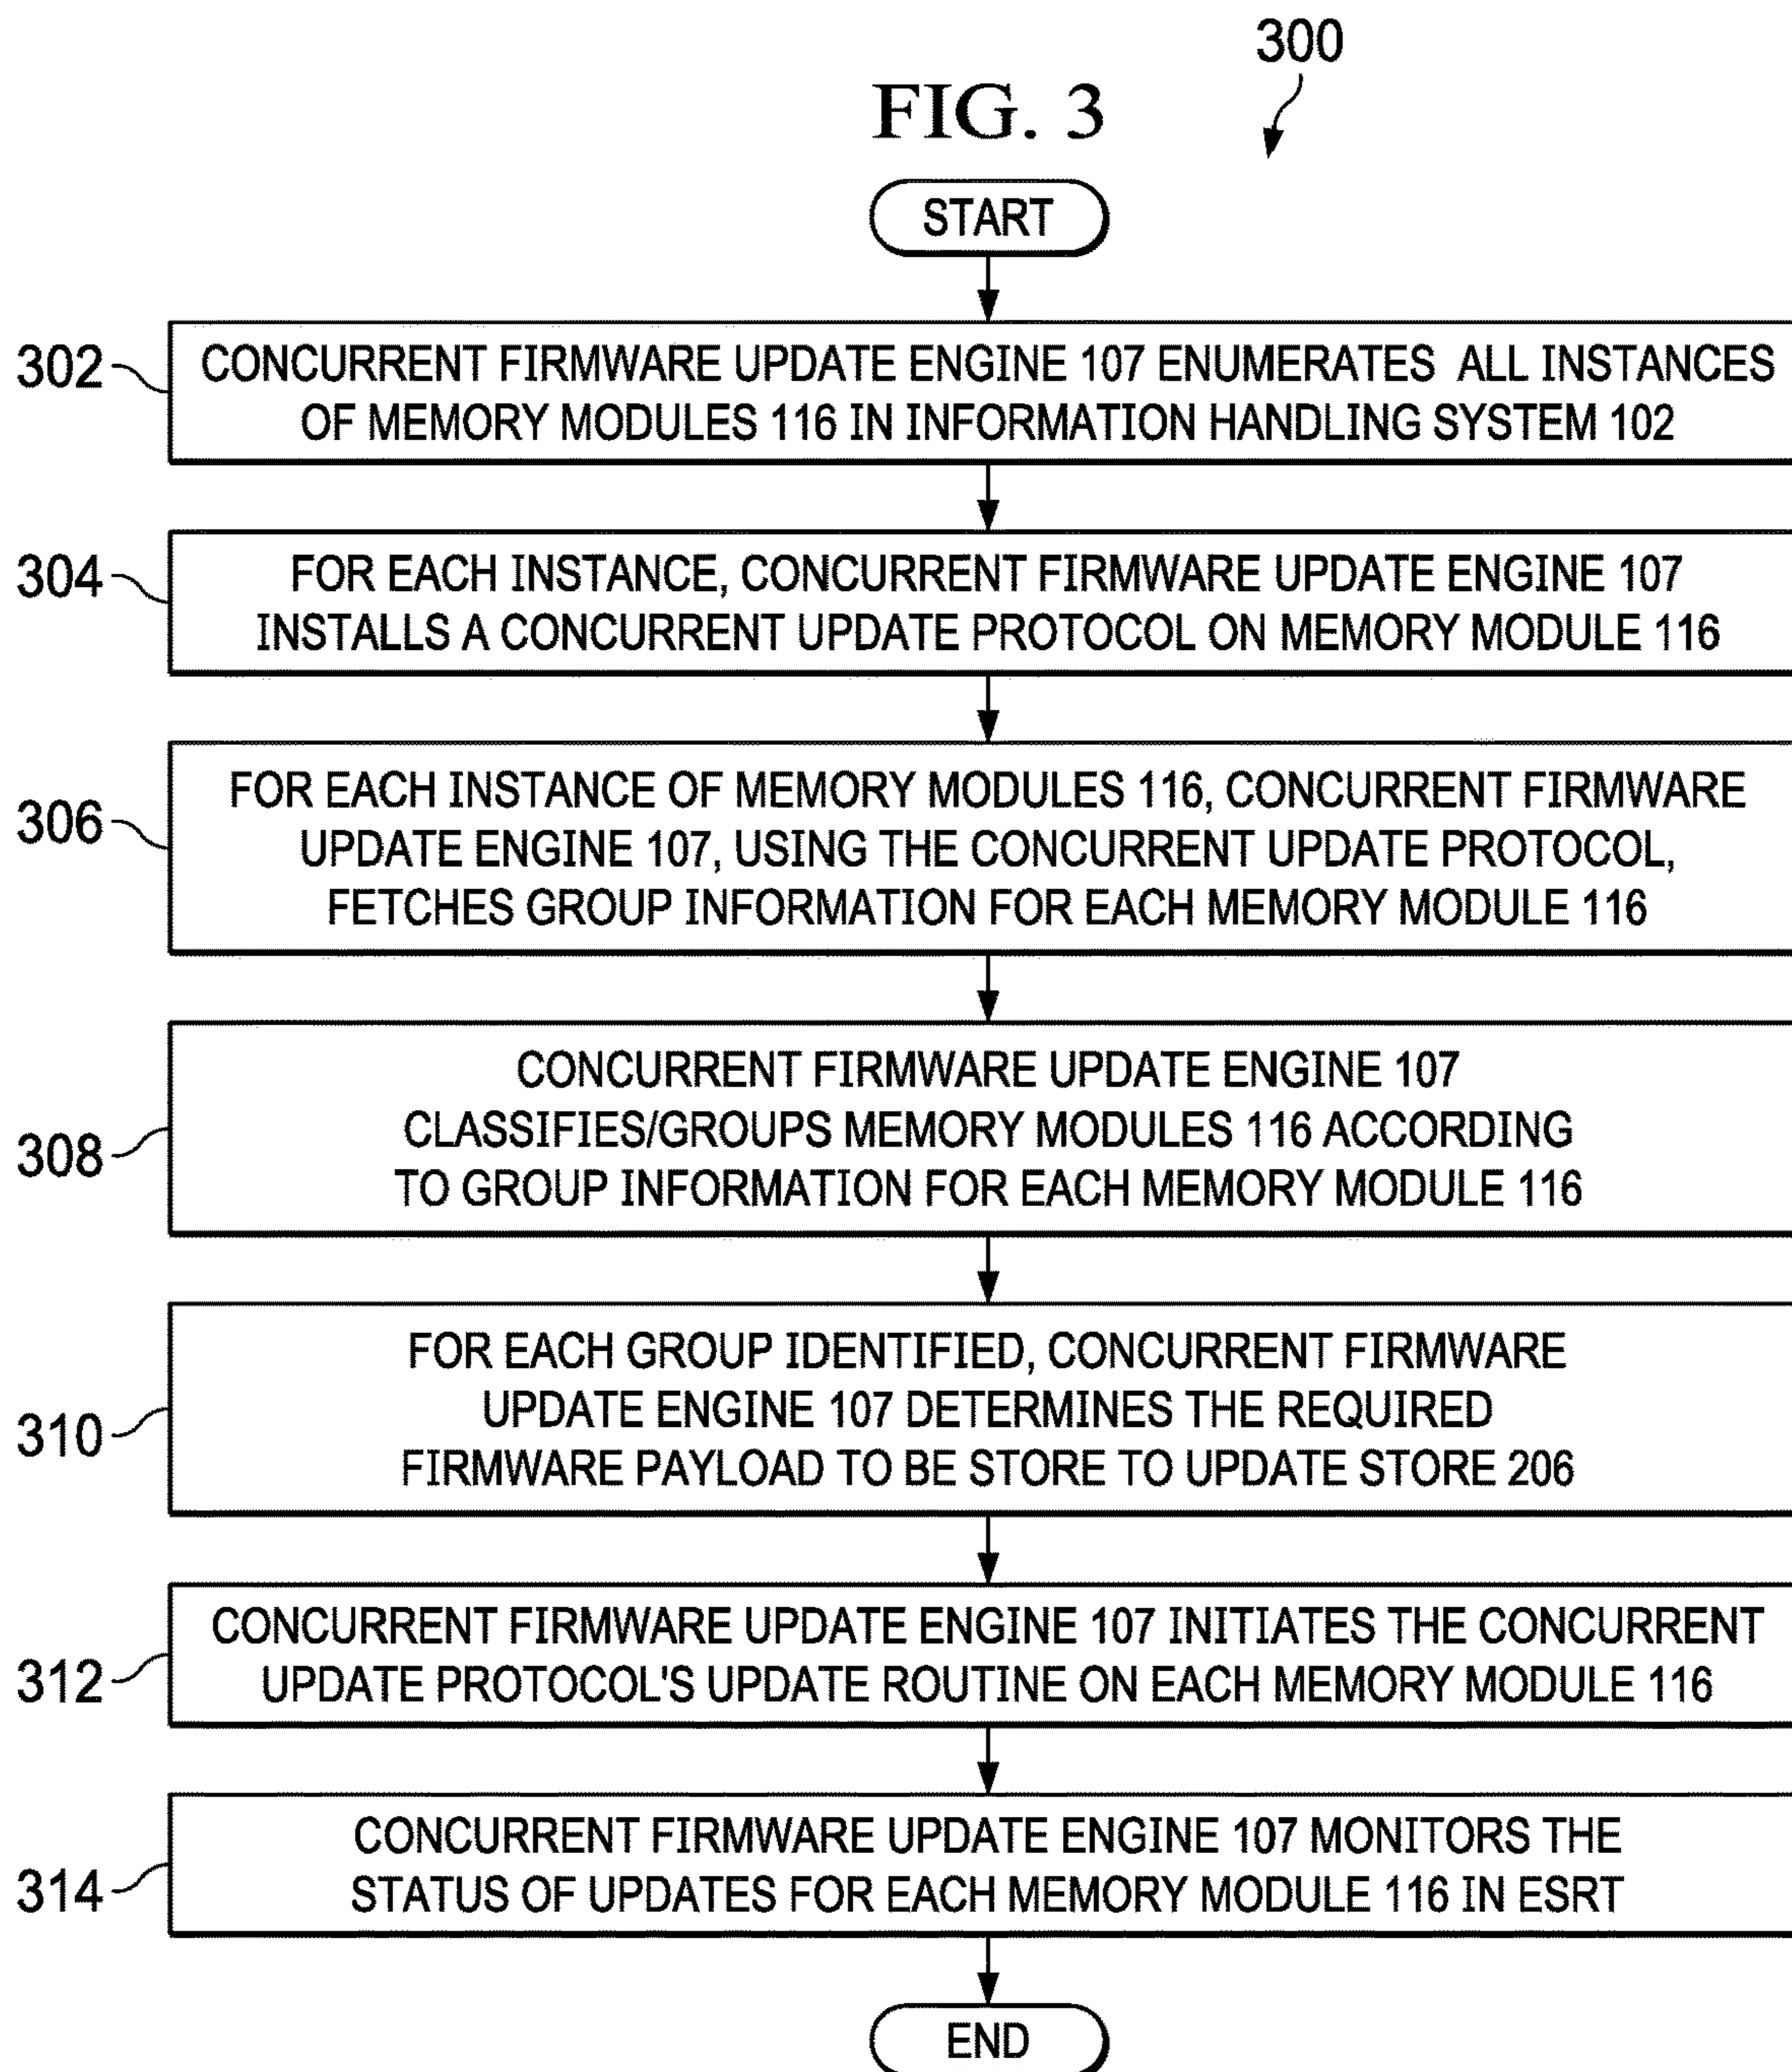 300
FIG. 3
START
302
CONCURRENT FIRMWARE UPDATE ENGINE 107 ENUMERATES ALL INSTANCES
OF MEMORY MODULES 116 IN INFORMATION HANDLING SYSTEM 102
304
FOR EACH INSTANCE, CONCURRENT FIRMWARE UPDATE ENGINE 107
INSTALLS A CONCURRENT UPDATE PROTOCOL ON MEMORY MODULE 116
306
FOR EACH INSTANCE OF MEMORY MODULES 116, CONCURRENT FIRMWARE
UPDATE ENGINE 107, USING THE CONCURRENT UPDATE PROTOCOL,
FETCHES GROUP INFORMATION FOR EACH MEMORY MODULE 116
308
CONCURRENT FIRMWARE UPDATE ENGINE 107
CLASSIFIES/GROUPS MEMORY MODULES 116 ACCORDING
TO GROUP INFORMATION FOR EACH MEMORY MODULE 116
310
FOR EACH GROUP IDENTIFIED, CONCURRENT FIRMWARE
UPDATE ENGINE 107 DETERMINES THE REQUIRED
FIRMWARE PAYLOAD TO BE STORE TO UPDATE STORE 206
312
CONCURRENT FIRMWARE UPDATE ENGINE 107 INITIATES THE CONCURRENT
UPDATE PROTOCOL'S UPDATE ROUTINE ON EACH MEMORY MODULE 116
314
CONCURRENT FIRMWARE UPDATE ENGINE 107 MONITORS THE
STATUS OF UPDATES FOR EACH MEMORY MODULE 116 IN ESRT
END